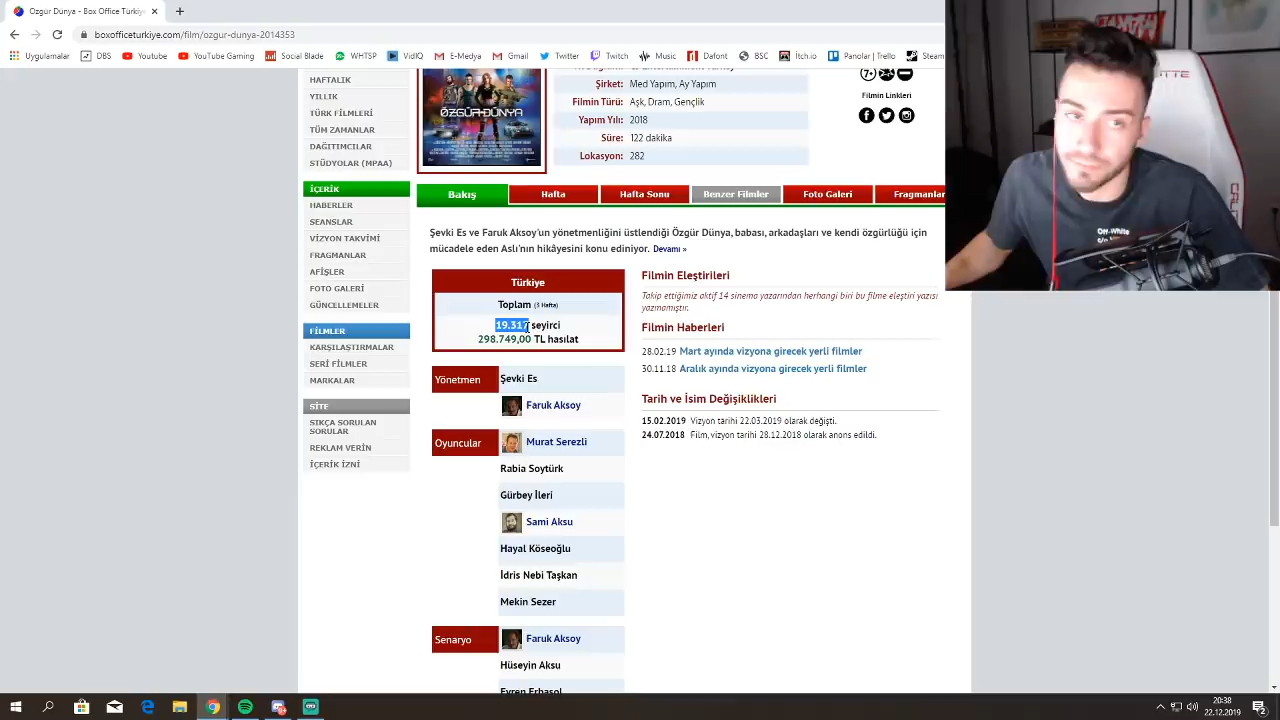 Özgür Dünya - Box Office Türkiye
boxofficeturkiye.com/film/ozgur-dunya-2014353
Uygulamalar DBS Youtube Social Blade WHTSP VidIQ E-Medya Gmail Twitter Twitch Music Dafont BSC İtch.io Panolar | Trello Steam
HAFTALIK
YILLIK
TÜRK FİLMLERİ
TÜM ZAMANLAR
DAĞITIMCILAR
STÜDYOLAR (MPAA)
İÇERİK
HABERLER
SEANSLAR
VİZYON TAKVİMİ
FRAGMANLAR
AFİŞLER
FOTO GALERİ
GÜNCELLEMELER
FİLMLER
KARŞILAŞTIRMALAR
SERİ FİLMLER
MARKALAR
SİTE
SIKÇA SORULAN
SORULAR
REKLAM VERİN
İÇERİK İZNİ
ÖZGÜR DÜNYA
Şirket: Med Yapım, Ay Yapım
Filmin Türü: Aşk, Dram, Gençlik
Yapım Yılı: 2018
Süre: 122 dakika
Lokasyon: 282
7+
Filmin Linkleri
Bakış Hafta Hafta Sonu Benzer Filmler Foto Galeri Fragmanlar
Şevki Es ve Faruk Aksoy'un yönetmenliğini üstlendiği Özgür Dünya, babası, arkadaşları ve kendi özgürlüğü için
mücadele eden Aslı'nın hikâyesini konu ediniyor. Devamı »
Türkiye
Toplam (3 Hafta)
19.317 seyirci
298.749,00 TL hasılat
Yönetmen Şevki Es
Faruk Aksoy
Oyuncular Murat Serezli
Rabia Soytürk
Gürbey İleri
Sami Aksu
Hayal Köseoğlu
İdris Nebi Taşkan
Mekin Sezer
Senaryo Faruk Aksoy
Hüseyin Aksu
Evren Erbasol
Filmin Eleştirileri
Takip ettiğimiz aktif 14 sinema yazarından herhangi biri bu filme eleştiri yazısı
yazmamıştır.
Filmin Haberleri
28.02.19 Mart ayında vizyona girecek yerli filmler
30.11.18 Aralık ayında vizyona girecek yerli filmler
Tarih ve İsim Değişiklikleri
15.02.2019 Vizyon tarihi 22.03.2019 olarak değişti.
24.07.2018 Film, vizyon tarihi 28.12.2018 olarak anons edildi.
Off-White
20:38
22.12.2019